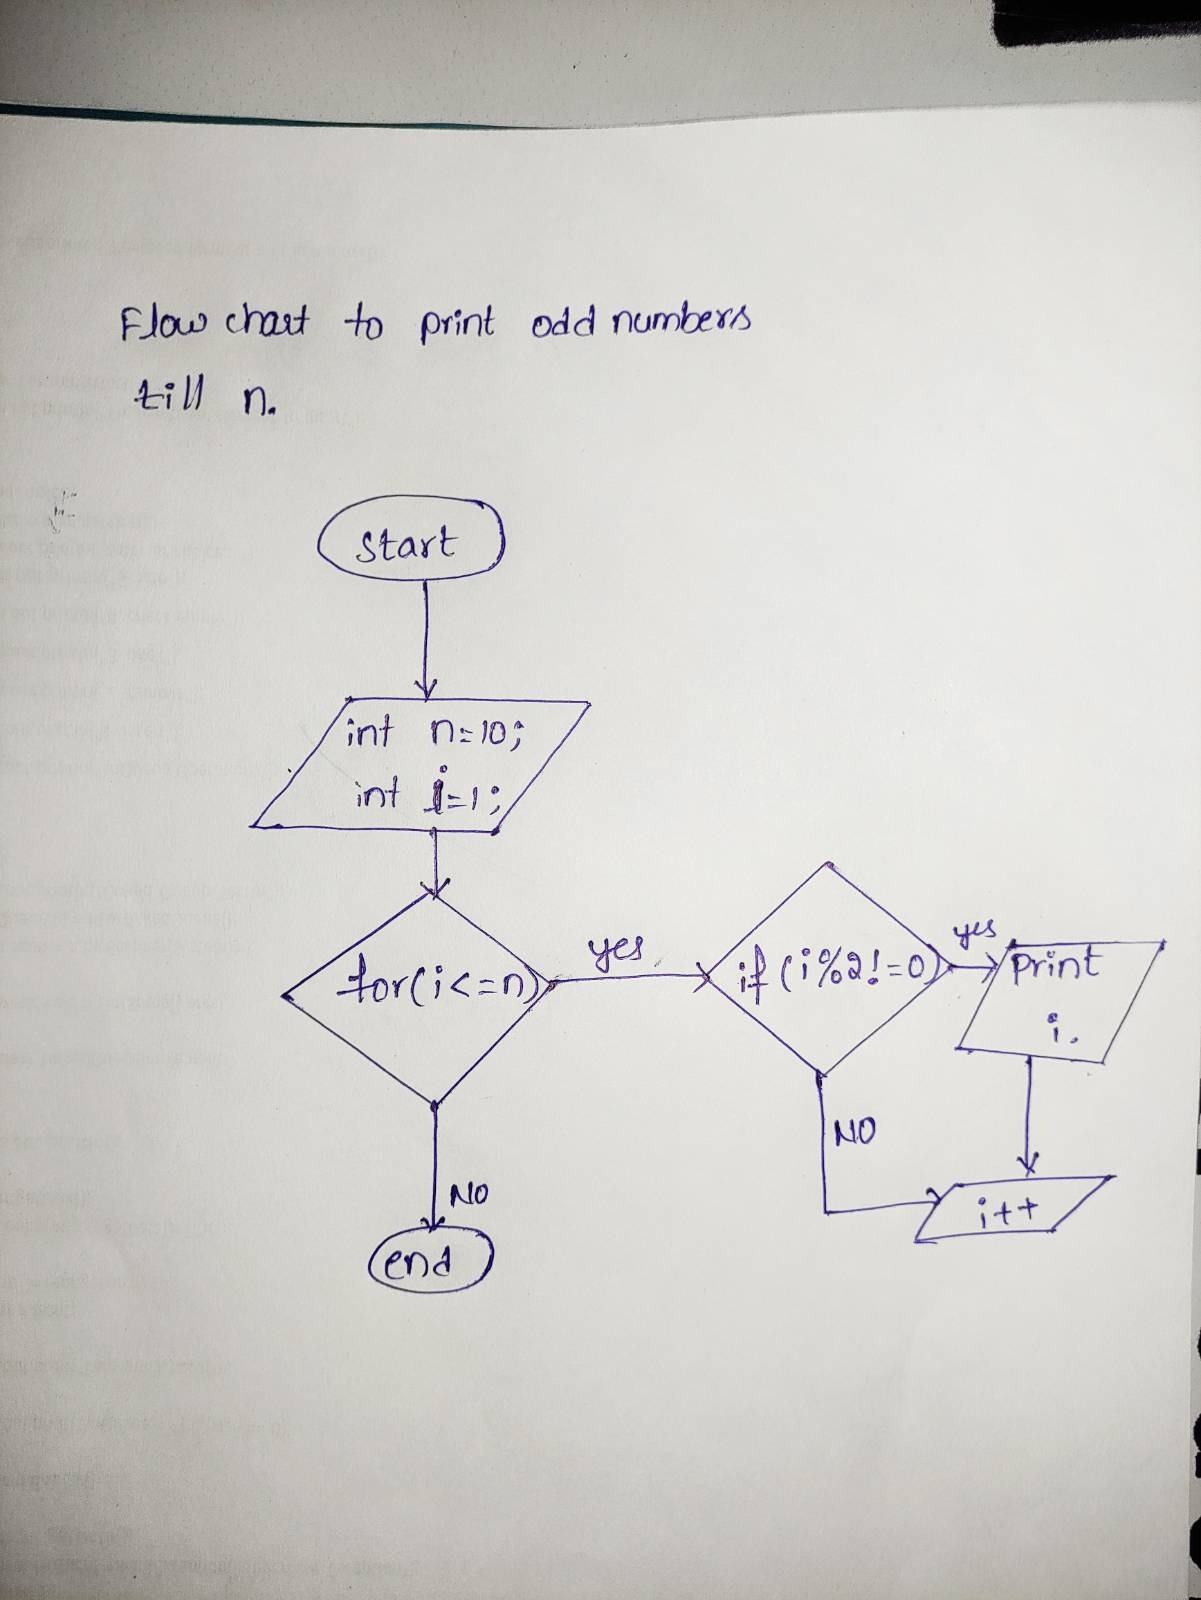 Flow chart to print odd numbers
till n.
start
int n=10;
int i=1;
for(i<=n)
yes
if (i%2!=0)
yes
print
i.
NO
NO
i++
end